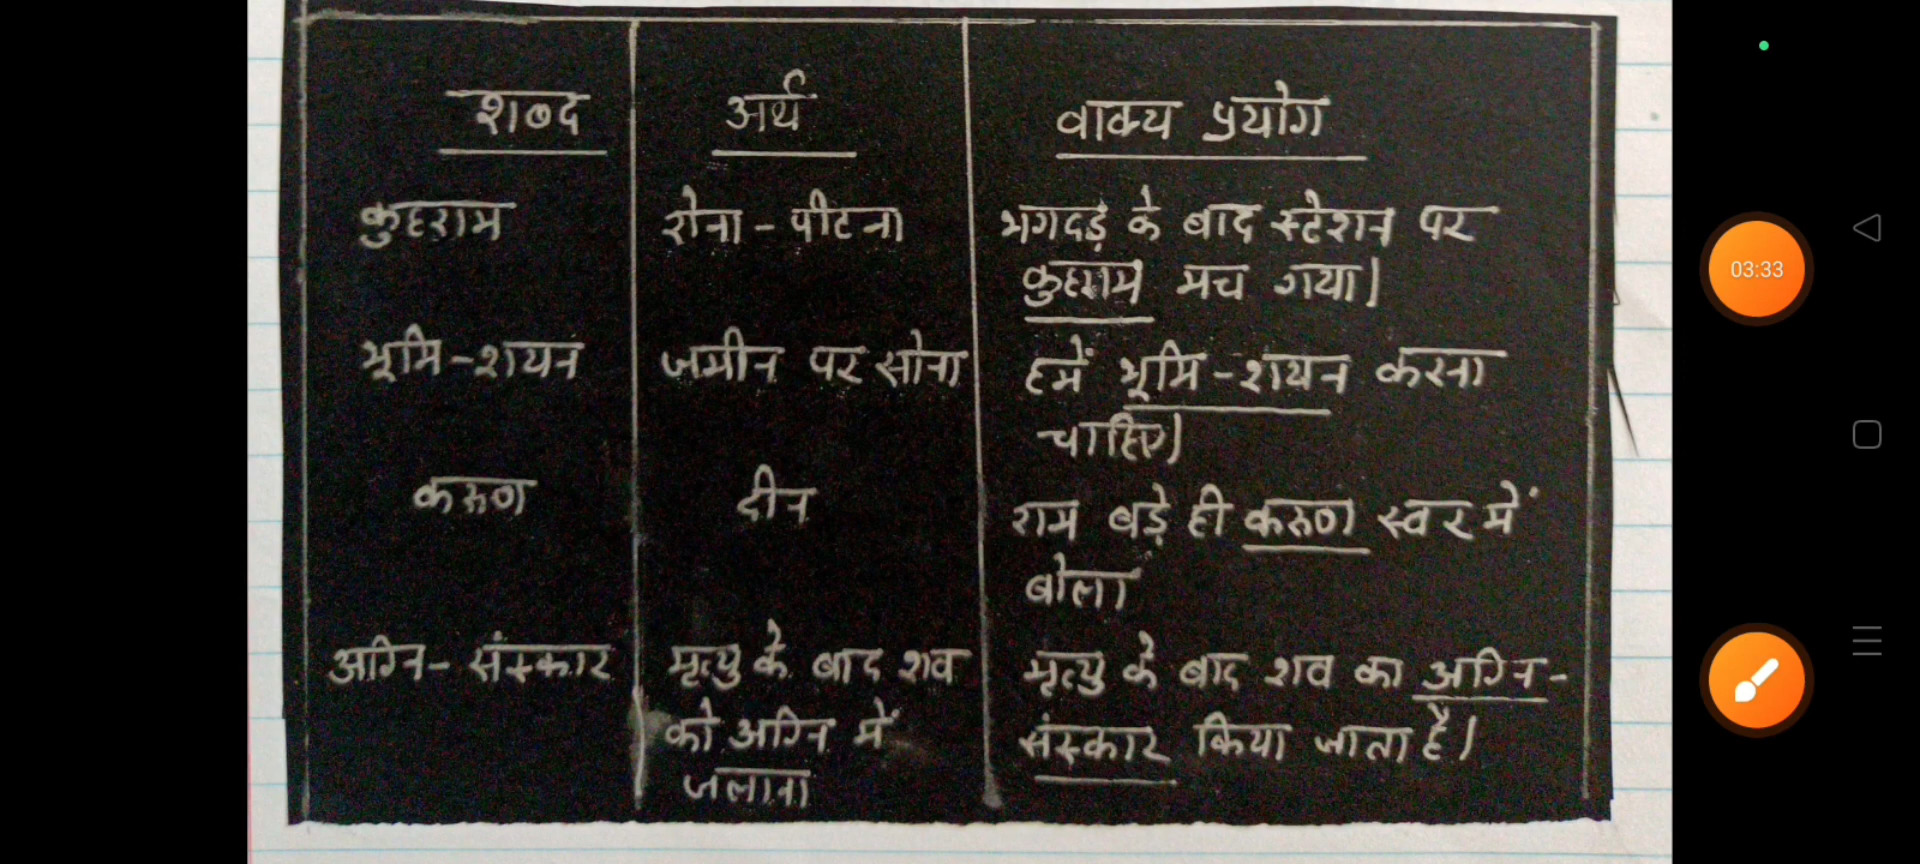 शब्द अर्थ वाक्य प्रयोग
कुहराम रोना-पीटना भगदड़ के बाद स्टेशन पर
कुहराम मच गया।
भूमि-शयन जमीन पर सोना हमें भूमि-शयन करना
चाहिए।
करुण दीन राम बड़े ही करुण स्वर में
बोला
अग्नि-संस्कार मृत्यु के बाद शव मृत्यु के बाद शव का अग्नि-
को अग्नि में संस्कार किया जाता है।
जलाना
03:33